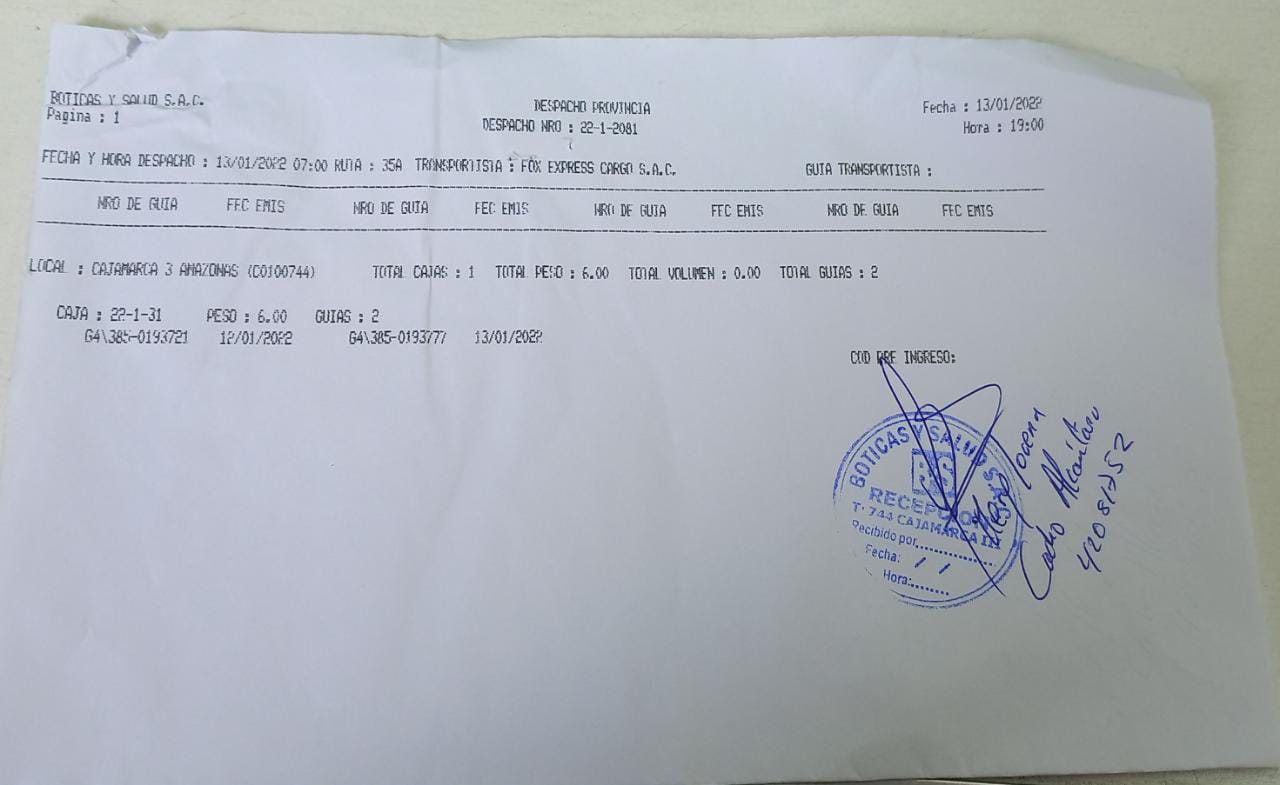 BOTICAS Y SALUD S.A.C.
Pagina : 1
DESPACHO PROVINCIA
DESPACHO NRO : 22-1-2081
Fecha : 13/01/2022
Hora : 19:00
FECHA Y HORA DESPACHO : 13/01/2022 07:00 RUTA : 35A TRANSPORTISTA : FOX EXPRESS CARGO S.A.C. GUIA TRANSPORTISTA :
NRO DE GUIA FEC EMIS NRO DE GUIA FEC EMIS NRO DE GUIA FEC EMIS NRO DE GUIA FEC EMIS
LOCAL : CAJAMARCA 3 AMAZONAS (C0100744) TOTAL CAJAS : 1 TOTAL PESO : 6.00 TOTAL VOLUMEN : 0.00 TOTAL GUIAS : 2
CAJA : 22-1-31 PESO : 6.00 GUIAS : 2
G4\385-0193721 12/01/2022 G4\385-0193777 13/01/2022
COD REF INGRESO:
BOTICAS Y SALUD S.A.C.
BS
RECEPCION
T- 744 CAJAMARCA III
Recibido por
Fecha: / /
Hora: